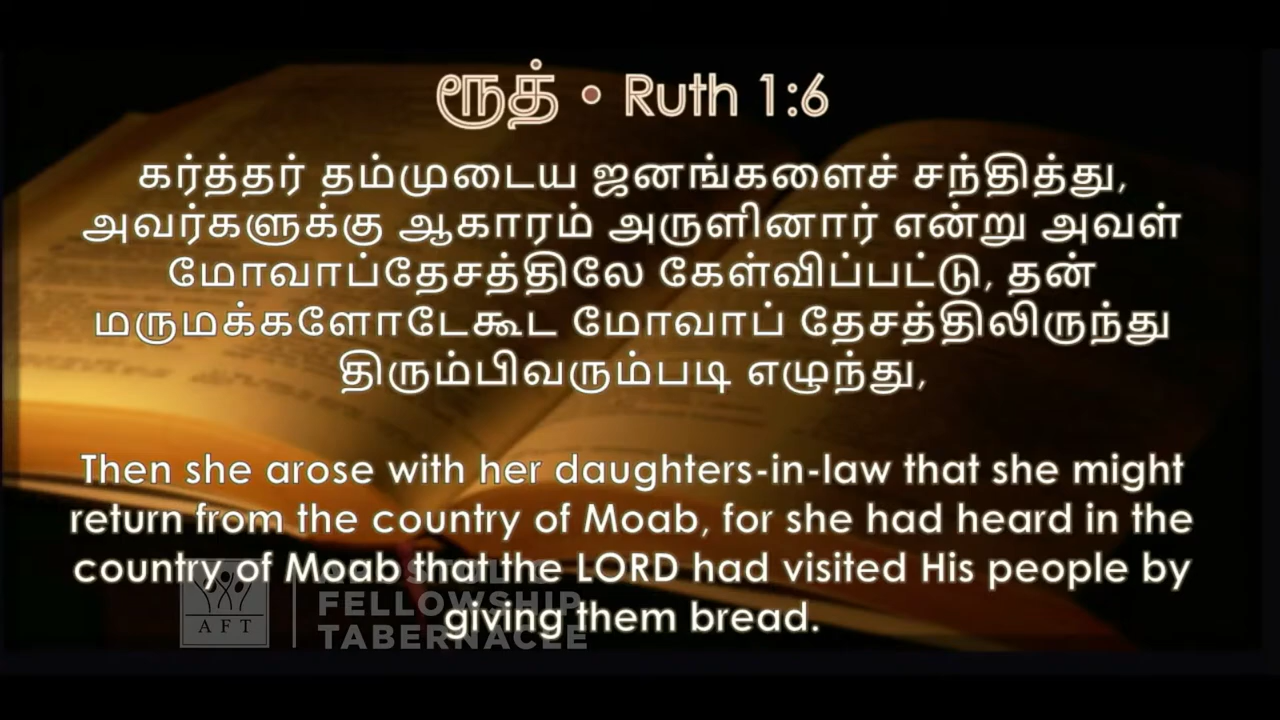 ரூத் • Ruth 1:6
கர்த்தர் தம்முடைய ஜனங்களைச் சந்தித்து,
அவர்களுக்கு ஆகாரம் அருளினார் என்று அவள்
மோவாப்தேசத்திலே கேள்விப்பட்டு, தன்
மருமக்களோடேகூட மோவாப் தேசத்திலிருந்து
திரும்பிவரும்படி எழுந்து,
Then she arose with her daughters-in-law that she might
return from the country of Moab, for she had heard in the
country of Moab that the LORD had visited His people by
giving them bread.
AFT
FELLOWSHIP
TABERNACLE